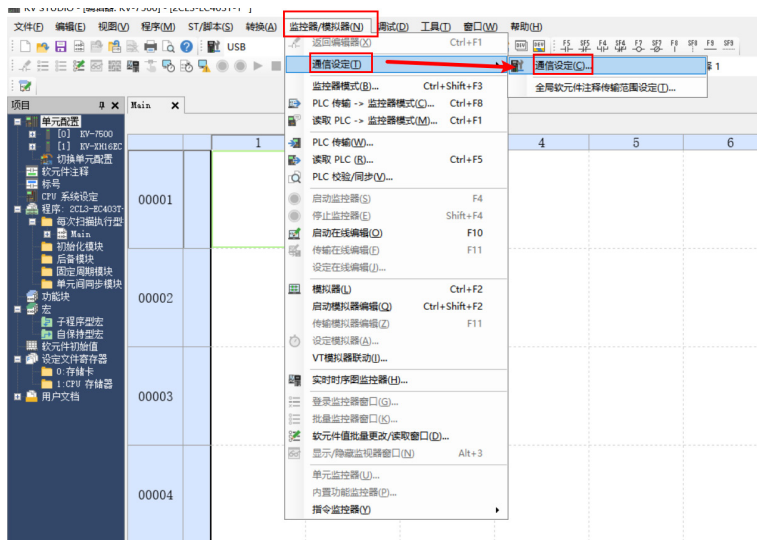 文件(F) 编辑(E) 视图(V) 程序(M) ST/脚本(S) 转换(A) 监控器/模拟器(N) 调试(D) 工具(I) 窗口(W) 帮助(H)
USB
项目
Main
单元配置
[0] KV-7500
[1] KV-XH16EC
切换单元配置
软元件注释
标号
CPU 系统设定
程序: 2CL3-EC403T-
每次扫描执行型
Main
初始化模块
后备模块
固定周期模块
单元间同步模块
功能块
宏
子程序型宏
自保持型宏
软元件初始值
设定文件寄存器
0:存储卡
1:CPU 存储器
用户文档
1
4
5
6
00001
00002
00003
00004
返回编辑器(X) Ctrl+F1
通信设定(T)
监控器模式(B)... Ctrl+Shift+F3
PLC 传输 -> 监控器模式(C)... Ctrl+F8
读取 PLC -> 监控器模式(M)... Ctrl+F1
PLC 传输(W)...
读取 PLC (R)... Ctrl+F5
PLC 校验/同步(V)...
启动监控器(S) F4
停止监控器(E) Shift+F4
启动在线编辑(O) F10
传输在线编辑(F) F11
设定在线编辑(J)...
模拟器(L) Ctrl+F2
启动模拟器编辑(Q) Ctrl+Shift+F2
传输模拟器编辑(Z) F11
设定模拟器(A)...
VT模拟器联动(I)...
实时时序图监控器(H)...
登录监控器窗口(G)...
批量监控器窗口(K)...
软元件值批量更改/读取窗口(D)...
显示/隐藏监视器窗口(N) Alt+3
单元监控器(U)...
内置功能监控器(P)...
指令监控器(Y)
通信设定(C)...
全局软元件注释传输范围设定(T)...
F5 SF5 F4 SF4 F7 SF7 F8 SF8 F9 SF9